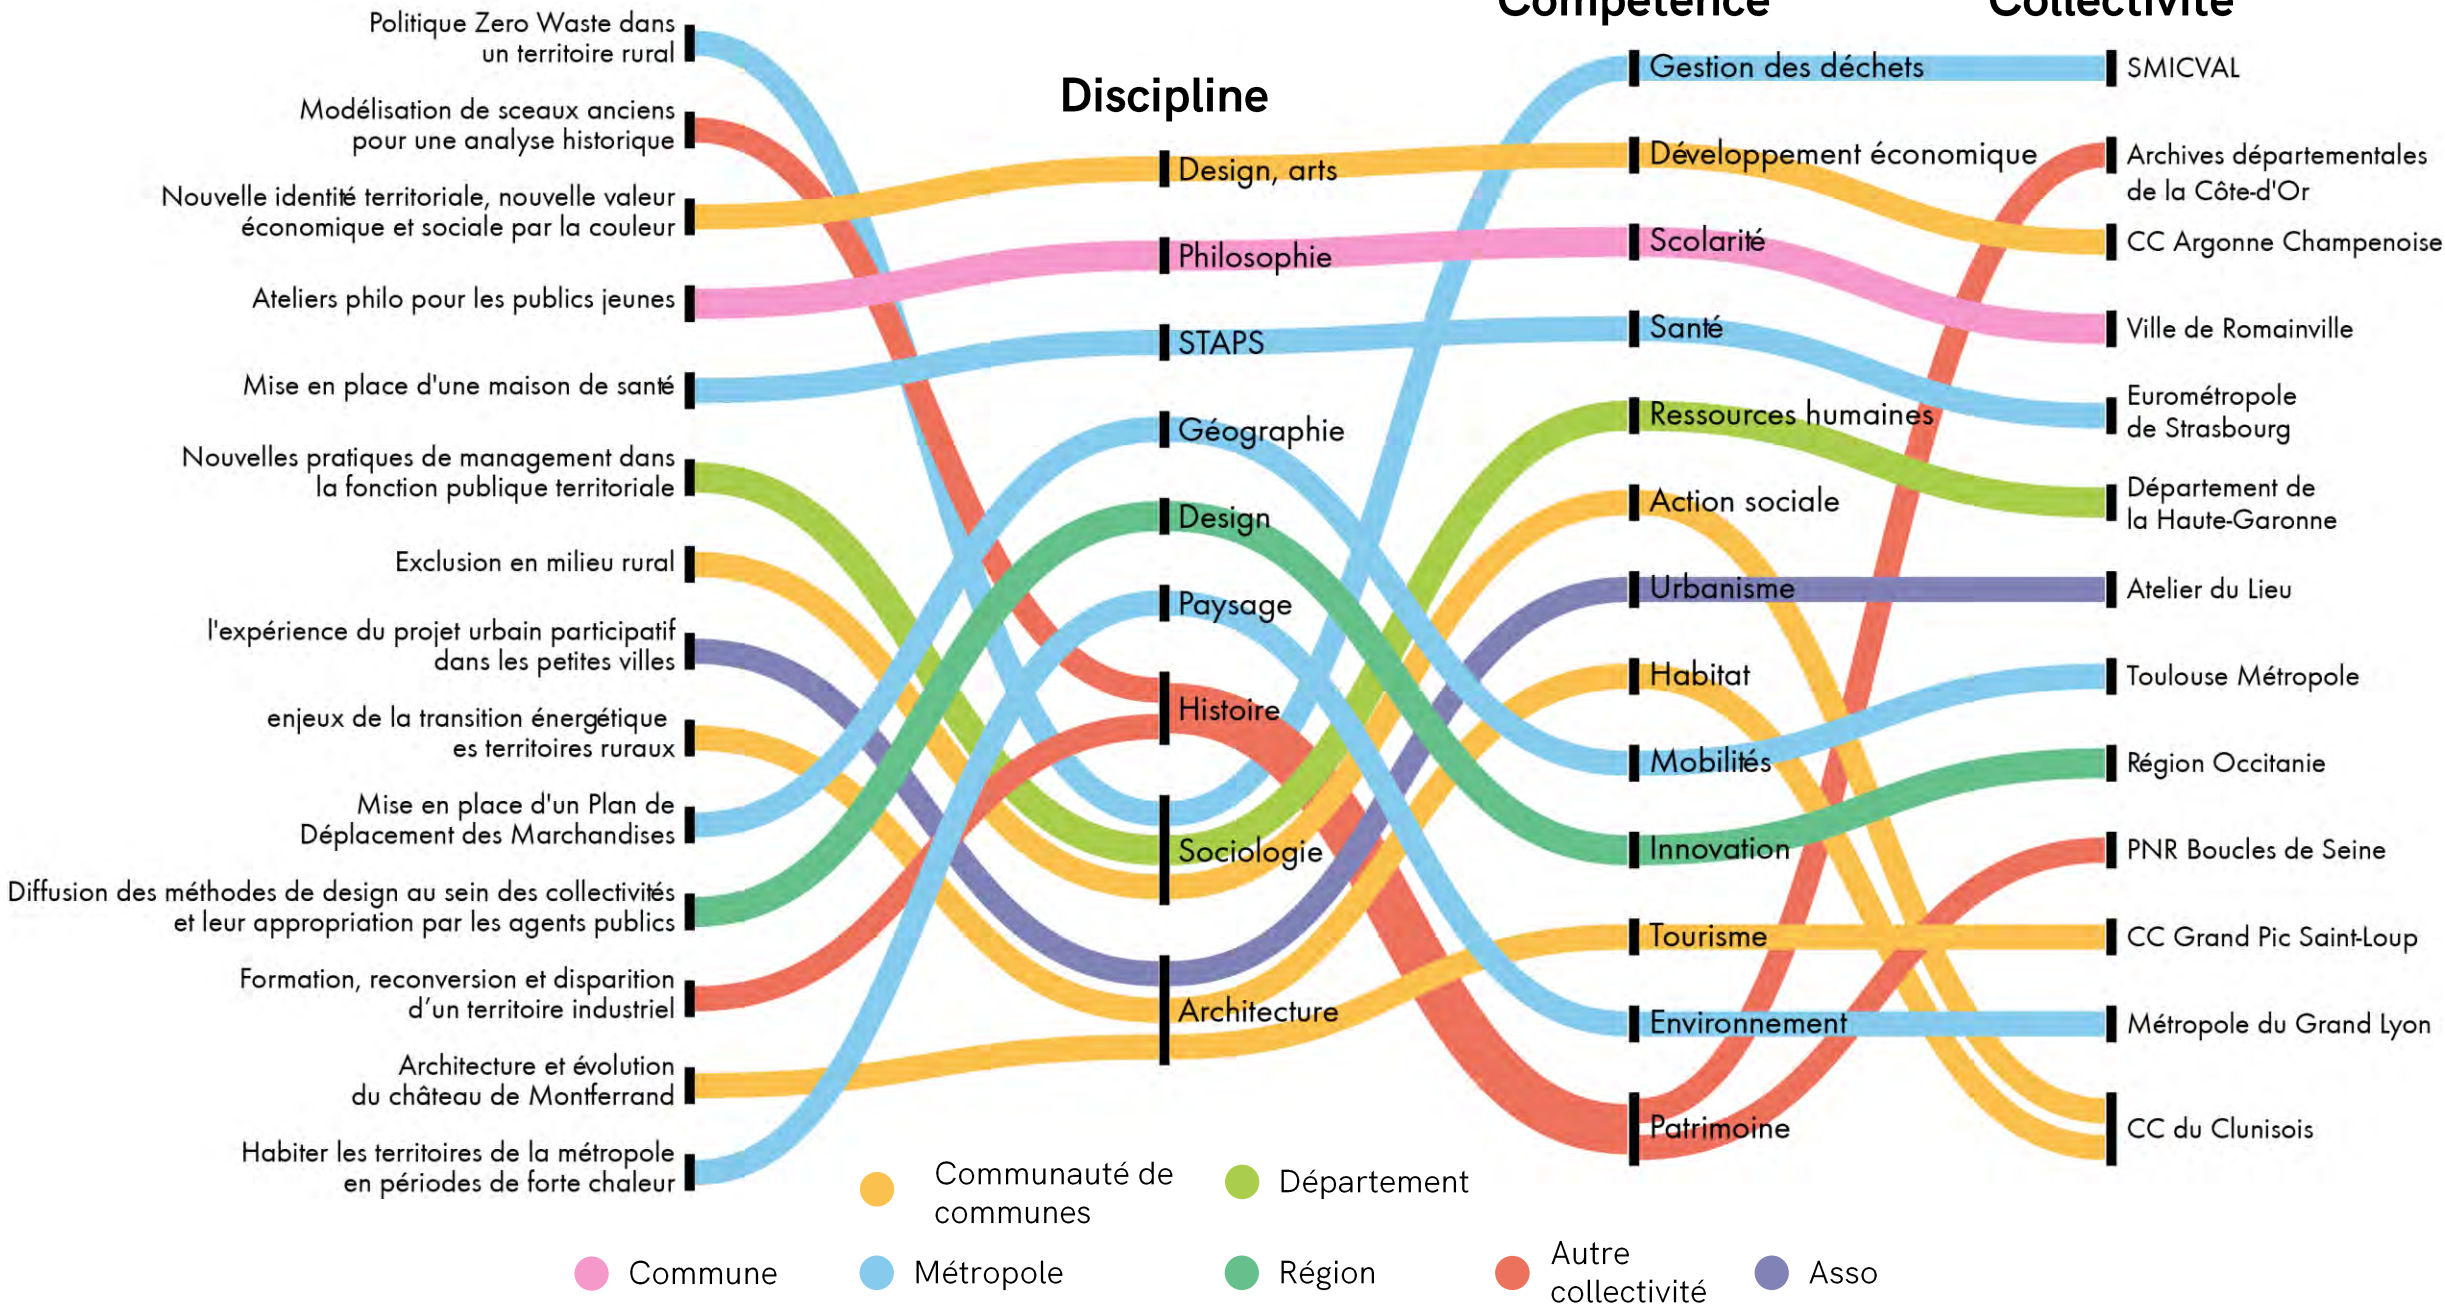 Compétence
Collectivité
Discipline
Politique Zero Waste dans
un territoire rural
Modélisation de sceaux anciens
pour une analyse historique
Nouvelle identité territoriale, nouvelle valeur
économique et sociale par la couleur
Ateliers philo pour les publics jeunes
Mise en place d'une maison de santé
Nouvelles pratiques de management dans
la fonction publique territoriale
Exclusion en milieu rural
l'expérience du projet urbain participatif
dans les petites villes
enjeux de la transition énergétique
es territoires ruraux
Mise en place d'un Plan de
Déplacement des Marchandises
Diffusion des méthodes de design au sein des collectivités
et leur appropriation par les agents publics
Formation, reconversion et disparition
d’un territoire industriel
Architecture et évolution
du château de Montferrand
Habiter les territoires de la métropole
en périodes de forte chaleur
Design, arts
Philosophie
STAPS
Géographie
Design
Paysage
Histoire
Sociologie
Architecture
Gestion des déchets
Développement économique
Scolarité
Santé
Ressources humaines
Action sociale
Urbanisme
Habitat
Mobilités
Innovation
Tourisme
Environnement
Patrimoine
SMICVAL
Archives départementales
de la Côte-d'Or
CC Argonne Champenoise
Ville de Romainville
Eurométropole
de Strasbourg
Département de
la Haute-Garonne
Atelier du Lieu
Toulouse Métropole
Région Occitanie
PNR Boucles de Seine
CC Grand Pic Saint-Loup
Métropole du Grand Lyon
CC du Clunisois
Communauté de
communes
Département
Commune
Métropole
Région
Autre
collectivité
Asso